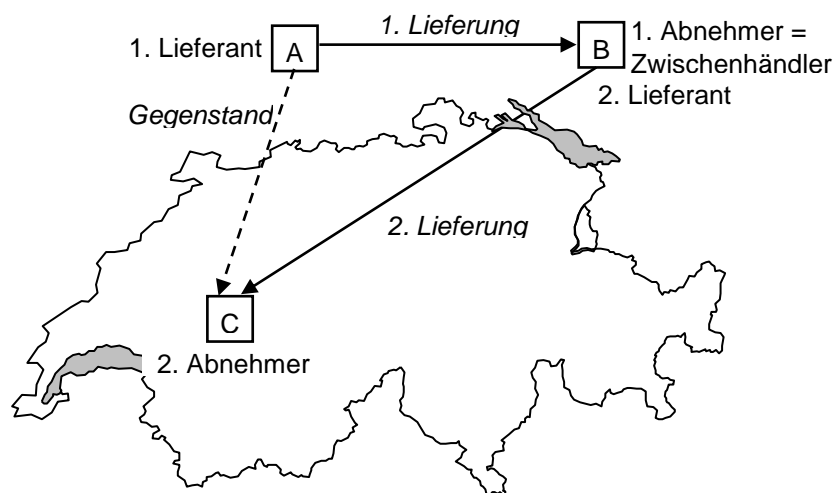 1. Lieferant
A
1. Lieferung
B
1. Abnehmer =
Zwischenhändler
2. Lieferant
Gegenstand
2. Lieferung
C
2. Abnehmer